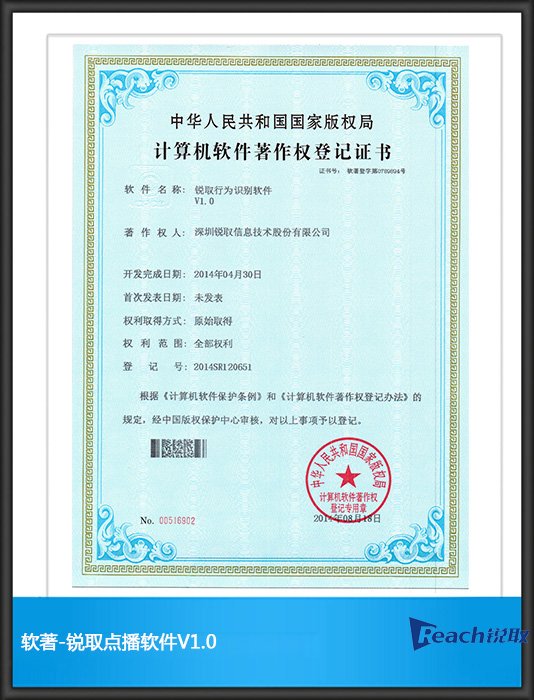 中华人民共和国国家版权局
计算机软件著作权登记证书
证书号： 软著登字第0789894号
软件名称： 锐取行为识别软件
V1.0
著作权人： 深圳锐取信息技术股份有限公司
开发完成日期： 2014年04月30日
首次发表日期： 未发表
权利取得方式： 原始取得
权利范围： 全部权利
登记号： 2014SR120651
根据《计算机软件保护条例》和《计算机软件著作权登记办法》的
规定，经中国版权保护中心审核，对以上事项予以登记。
中华人民共和国国家版权局
计算机软件著作权
登记专用章
No. 00516902
2014年08月18日
软著-锐取点播软件V1.0
Reach锐取